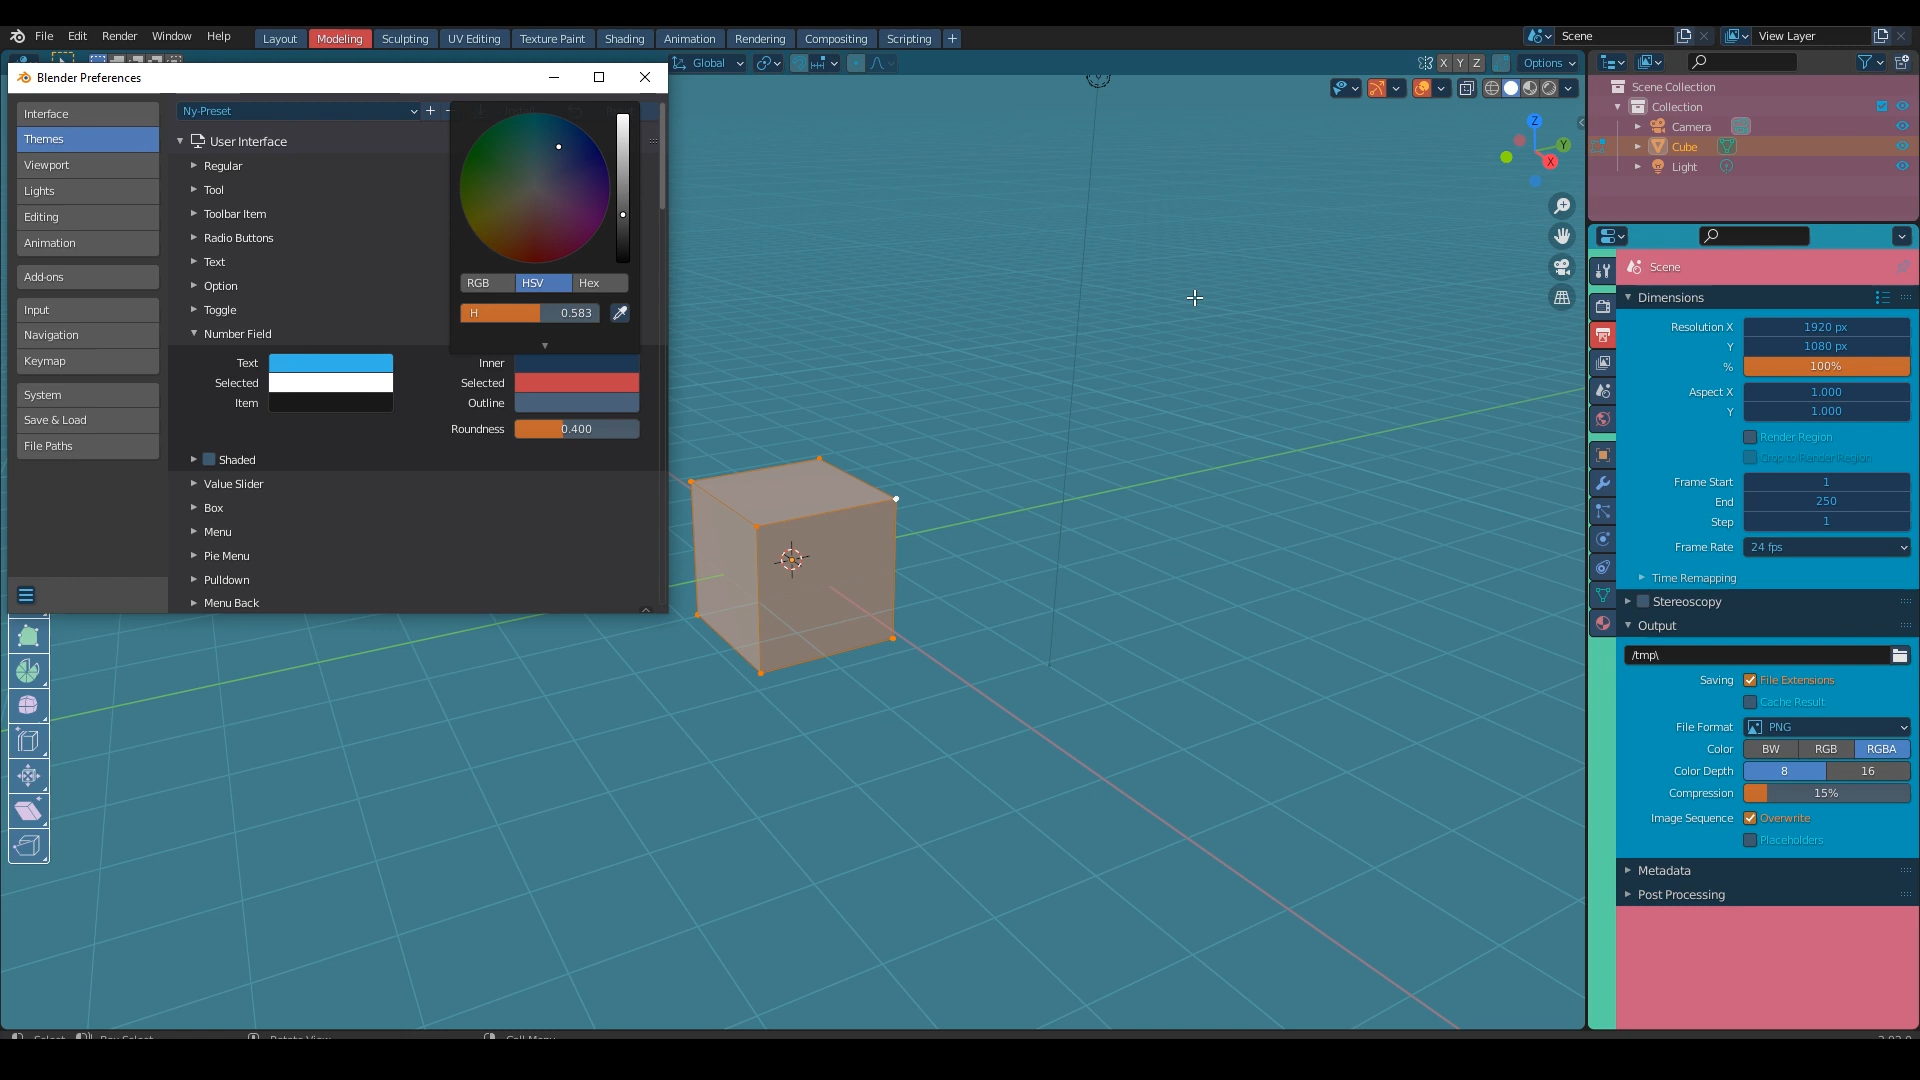 File Edit Render Window Help
Layout Modeling Sculpting UV Editing Texture Paint Shading Animation Rendering Compositing Scripting +
Scene
View Layer
Global
X Y Z
Options
Blender Preferences
Interface
Themes
Viewport
Lights
Editing
Animation
Add-ons
Input
Navigation
Keymap
System
Save & Load
File Paths
Ny-Preset
User Interface
Regular
Tool
Toolbar Item
Radio Buttons
Text
Option
Toggle
Number Field
Text
Selected
Item
Inner
Selected
Outline
Roundness 0.400
Shaded
Value Slider
Box
Menu
Pie Menu
Pulldown
Menu Back
RGB HSV Hex
H 0.583
Z
Y
X
Scene Collection
Collection
Camera
Cube
Light
Scene
Dimensions
Resolution X 1920 px
Y 1080 px
% 100%
Aspect X 1.000
Y 1.000
Render Region
Crop to Render Region
Frame Start 1
End 250
Step 1
Frame Rate 24 fps
Time Remapping
Stereoscopy
Output
/tmp\
Saving File Extensions
Cache Result
File Format PNG
Color BW RGB RGBA
Color Depth 8 16
Compression 15%
Image Sequence Overwrite
Placeholders
Metadata
Post Processing